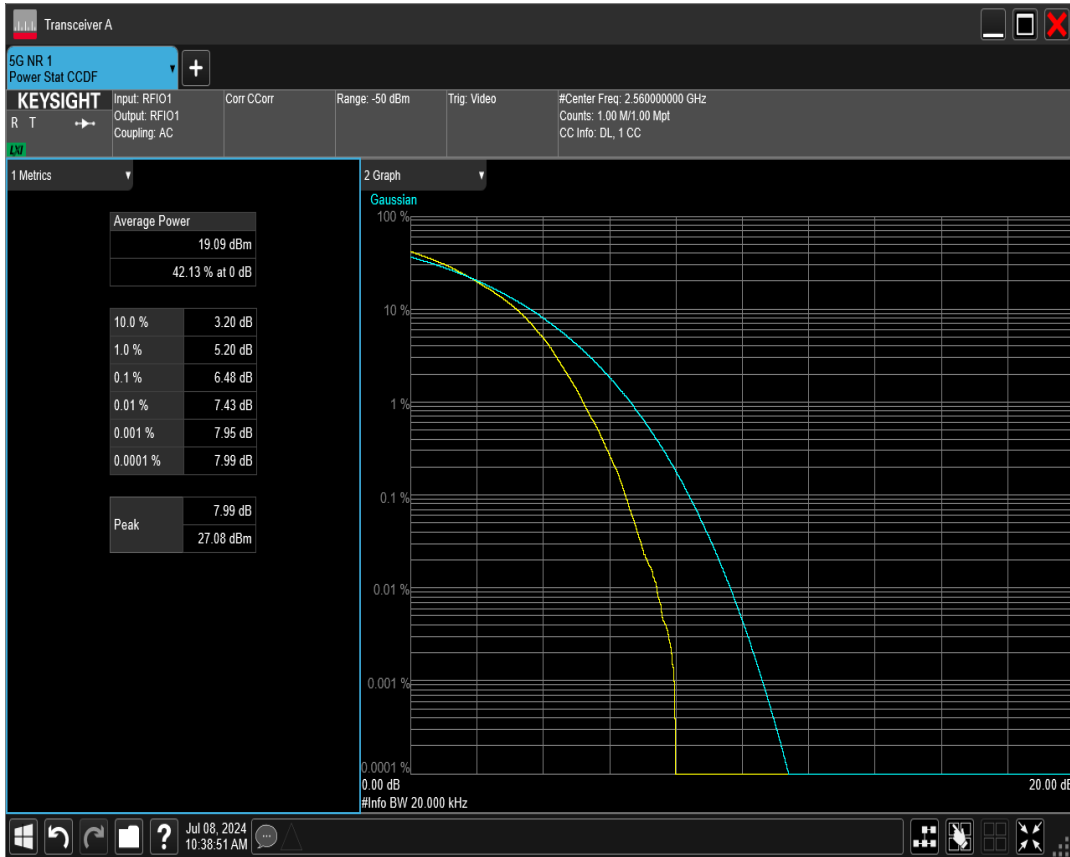 Transceiver A
5G NR 1
Power Stat CCDF
+
KEYSIGHT
R T
LXI
Input: RFIO1
Output: RFIO1
Coupling: AC
Corr CCorr
Range: -50 dBm
Trig: Video
#Center Freq: 2.560000000 GHz
Counts: 1.00 M/1.00 Mpt
CC Info: DL, 1 CC
1 Metrics
Average Power
19.09 dBm
42.13 % at 0 dB
10.0 % 3.20 dB
1.0 % 5.20 dB
0.1 % 6.48 dB
0.01 % 7.43 dB
0.001 % 7.95 dB
0.0001 % 7.99 dB
Peak
7.99 dB
27.08 dBm
2 Graph
Gaussian
100 %
10 %
1 %
0.1 %
0.01 %
0.001 %
0.0001 %
0.00 dB 20.00 dB
#Info BW 20.000 kHz
?
Jul 08, 2024
10:38:51 AM